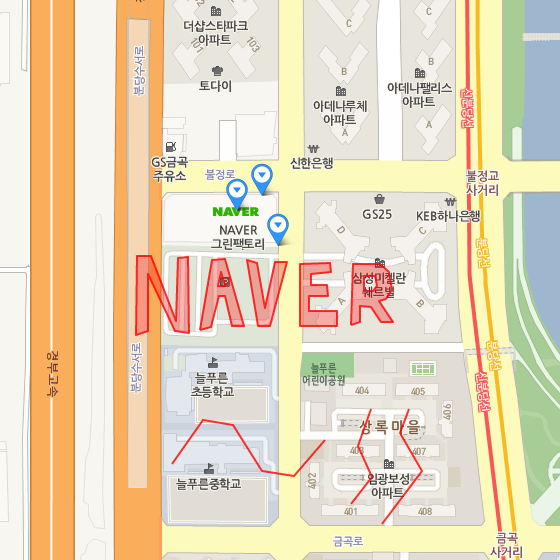 더샵스타파크
아파트
101
103
토다이
분당수서로
C
B
A
아데나루체
아파트
C
B
아데나팰리스
아파트
GS금곡
주유소
불정로
신한은행
불정교
사거리
NAVER
NAVER
그린팩토리
GS25
KEB하나은행
D
C
삼성미켈란
쉐르빌
A
B
NAVER
분당수서로
경부고속
늘푸른
초등학교
늘푸른
어린이공원
404
405
406
상록마을
403
407
402
임광보성
아파트
401
408
늘푸른중학교
금곡로
금곡
사거리